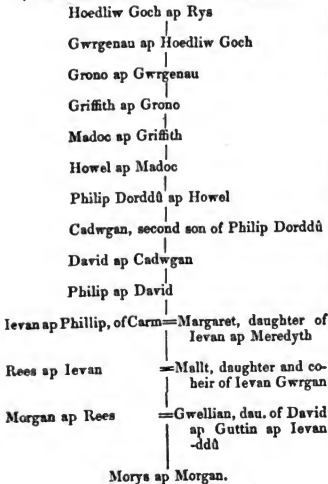 Hoedliw Goch ap Rys
Gwrgenau ap Hoedliw Goch
Grono ap Gwrgenau
Griffith ap Grono
Madoc ap Griffith
Howel ap Madoc
Philip Dorddû ap Howel
Cadwgan, second son of Philip Dorddû
David ap Cadwgan
Philip ap David
Ievan ap Phillip, of Carm=Margaret, daughter of
Ievan ap Meredyth
Rees ap Ievan =Mallt, daughter and co-
heir of Ievan Gwrgan
Morgan ap Rees =Gwellian, dau. of David
ap Guttin ap Ievan
-ddû
Morys ap Morgan.